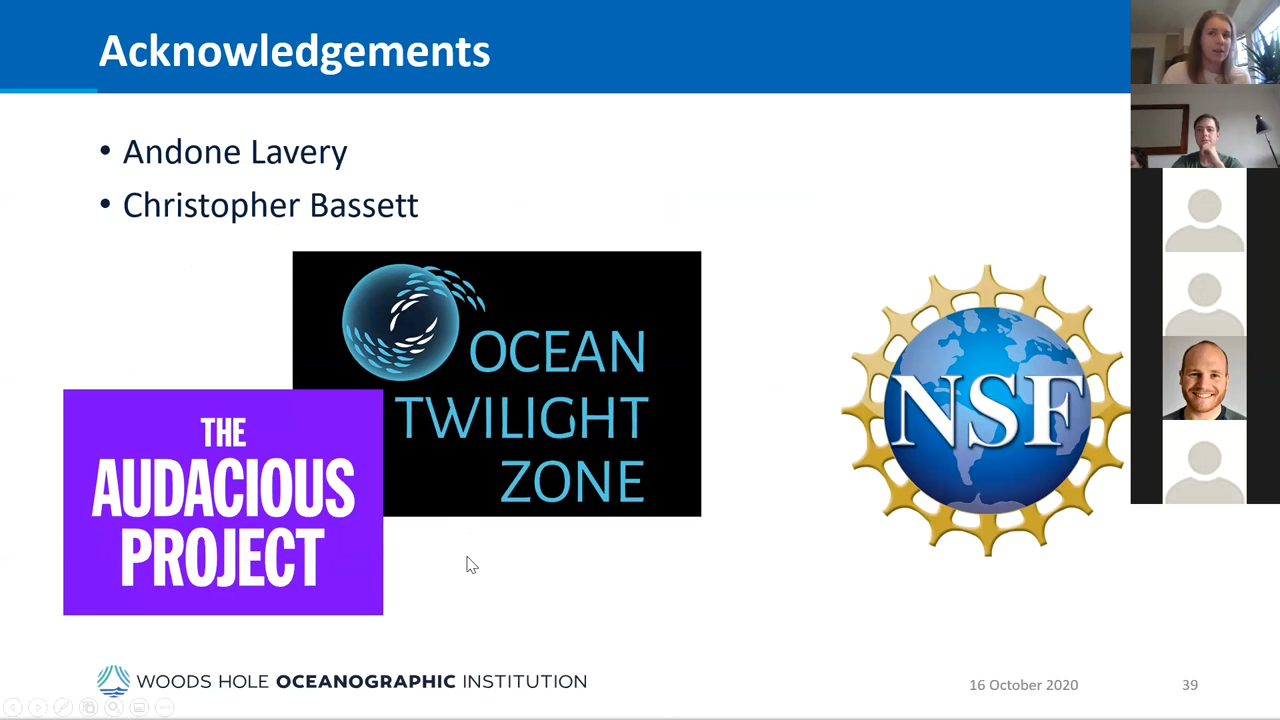 Acknowledgements
• Andone Lavery
• Christopher Bassett
OCEAN
TWILIGHT
ZONE
THE
AUDACIOUS
PROJECT
NSF
WOODS HOLE OCEANOGRAPHIC INSTITUTION
16 October 2020
39